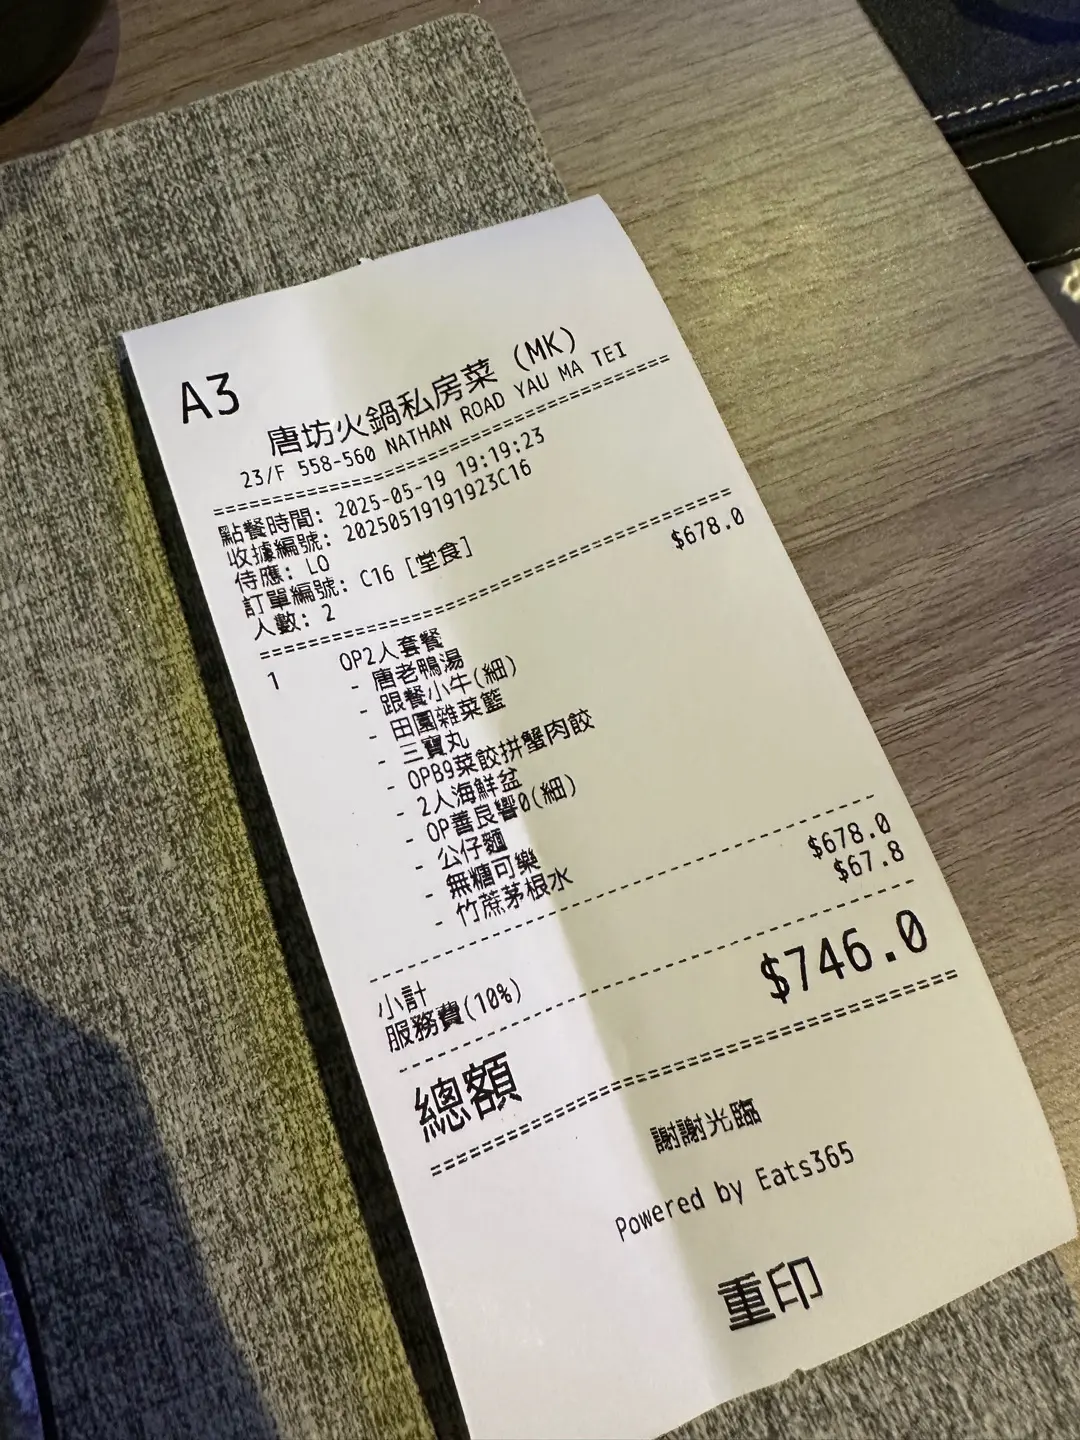 A3
唐坊火鍋私房菜 (MK)
23/F 558-560 NATHAN ROAD YAU MA TEI
點餐時間: 2025-05-19 19:19:23
收據編號: 20250519191923C16
侍應: LO
訂單編號: C16 [堂食]
人數: 2
1 OP2人套餐 $678.0
- 唐老鴨湯
- 跟餐小牛(細)
- 田園雜菜籃
- 三寶丸
- OPB9菜餃拼蟹肉餃
- 2人海鮮盆
- OP善良響0(細)
- 公仔麵
- 無糖可樂
- 竹蔗茅根水
小計 $678.0
服務費(10%) $67.8
總額 $746.0
謝謝光臨
Powered by Eats365
重印